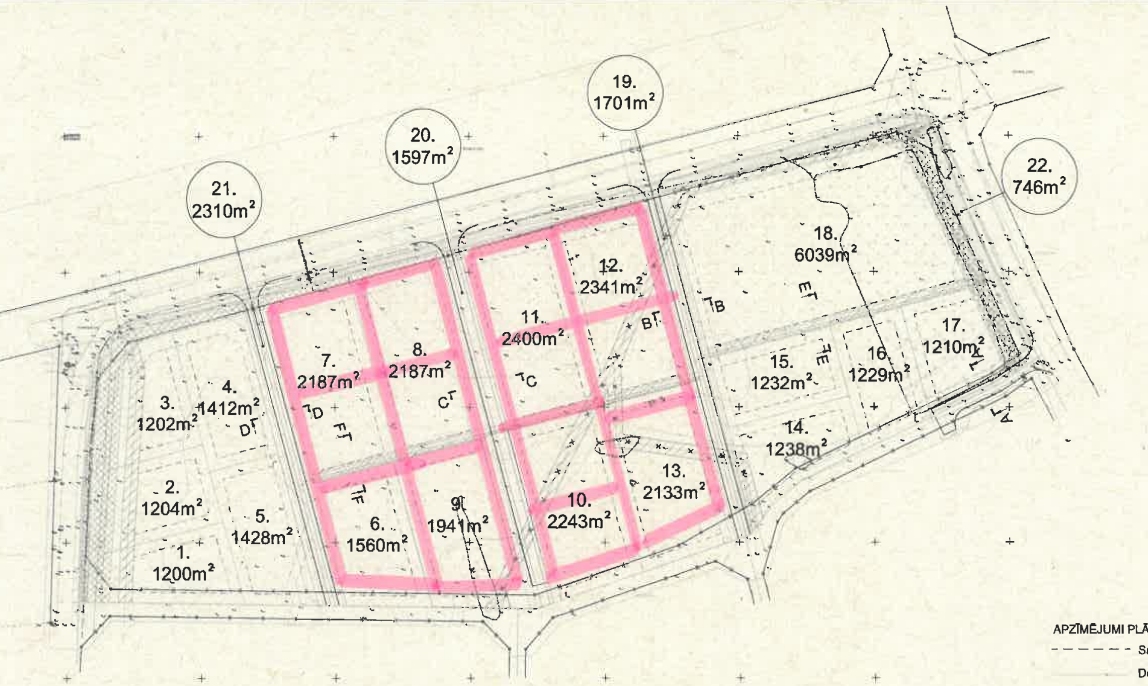 19.
1701m²
20.
1597m²
21.
2310m²
22.
746m²
18.
6039m²
12.
2341m²
11.
2400m²
7.
2187m²
8.
2187m²
17.
1210m²
16.
1229m²
15.
1232m²
14.
1238m²
4.
1412m²
3.
1202m²
2.
1204m²
1.
1200m²
5.
1428m²
6.
1560m²
9.
1941m²
10.
2243m²
13.
2133m²
B
B
C
C
D
D
E
E
F
F
A
A
APZĪMĒJUMI PLĀ